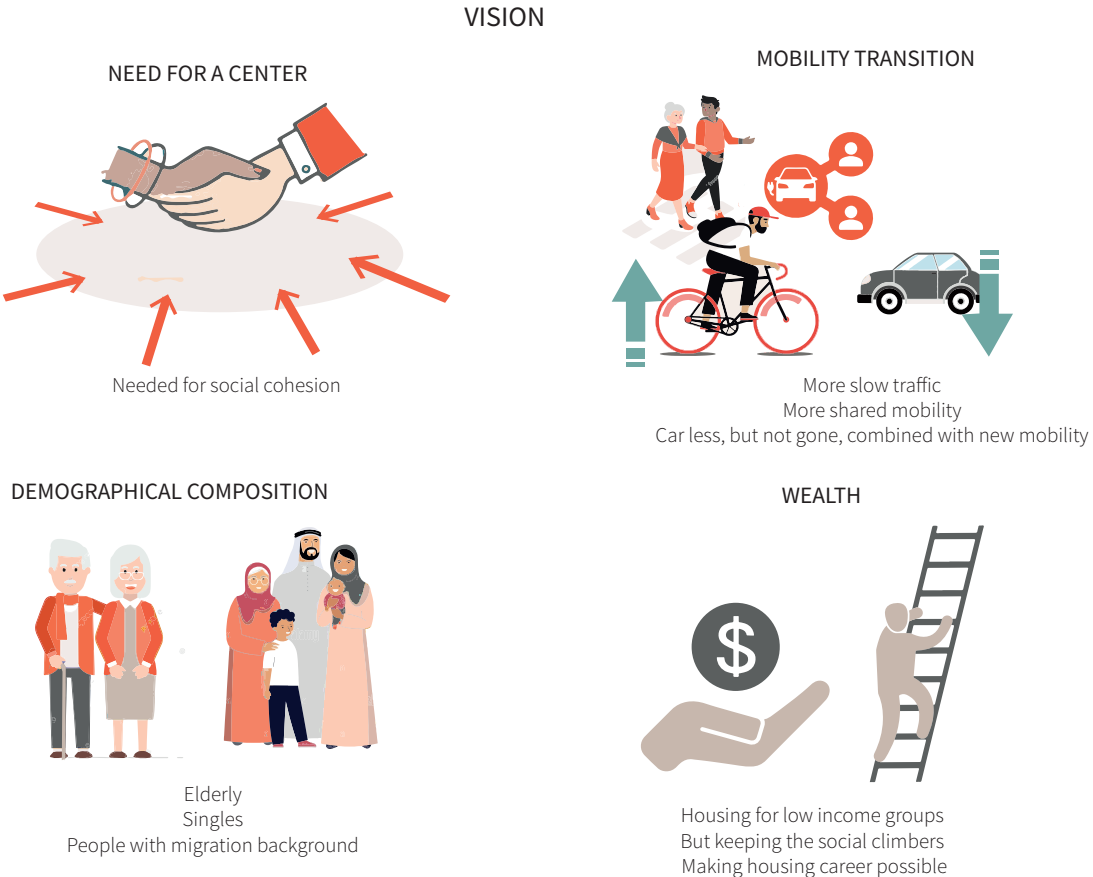 VISION
NEED FOR A CENTER
Needed for social cohesion
MOBILITY TRANSITION
More slow traffic
More shared mobility
Car less, but not gone, combined with new mobility
DEMOGRAPHICAL COMPOSITION
Elderly
Singles
People with migration background
WEALTH
$
Housing for low income groups
But keeping the social climbers
Making housing career possible